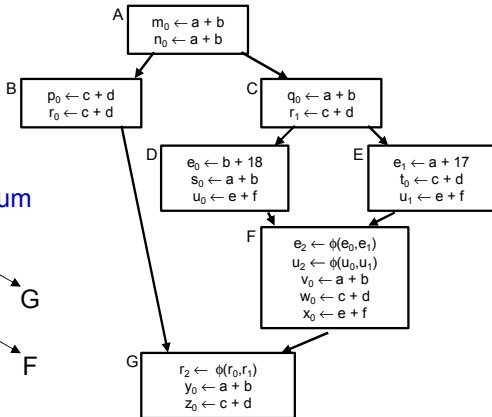 A
m₀ ← a + b
n₀ ← a + b
B
p₀ ← c + d
r₀ ← c + d
C
q₀ ← a + b
r₁ ← c + d
D
e₀ ← b + 18
s₀ ← a + b
u₀ ← e + f
E
e₁ ← a + 17
t₀ ← c + d
u₁ ← e + f
um
F
e₂ ← ϕ(e₀,e₁)
u₂ ← ϕ(u₀,u₁)
v₀ ← a + b
w₀ ← c + d
x₀ ← e + f
G
F
G
r₂ ← ϕ(r₀,r₁)
y₀ ← a + b
z₀ ← c + d